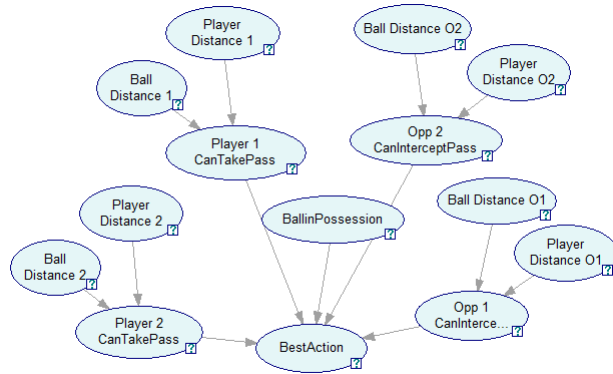 Player
Distance 1
?
Ball Distance O2
?
Ball
Distance 1
?
Player
Distance O2
?
Player 1
CanTakePass
?
Opp 2
CanInterceptPass
?
Player
Distance 2
?
BallinPossession
?
Ball Distance O1
?
Player
Distance O1
?
Ball
Distance 2
?
Player 2
CanTakePass
?
Opp 1
CanInterce...
?
BestAction
?